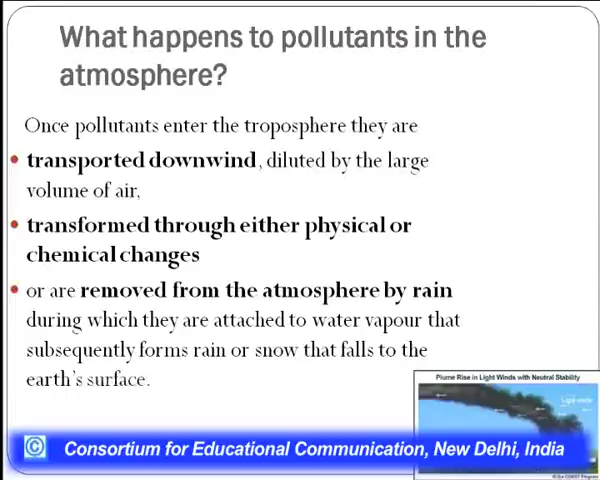 What happens to pollutants in the
atmosphere?
Once pollutants enter the troposphere they are
• transported downwind, diluted by the large
volume of air,
• transformed through either physical or
chemical changes
• or are removed from the atmosphere by rain
during which they are attached to water vapour that
subsequently forms rain or snow that falls to the
earth's surface.
Plume Rise in Light Winds with Neutral Stability
Light winds
© Consortium for Educational Communication, New Delhi, India